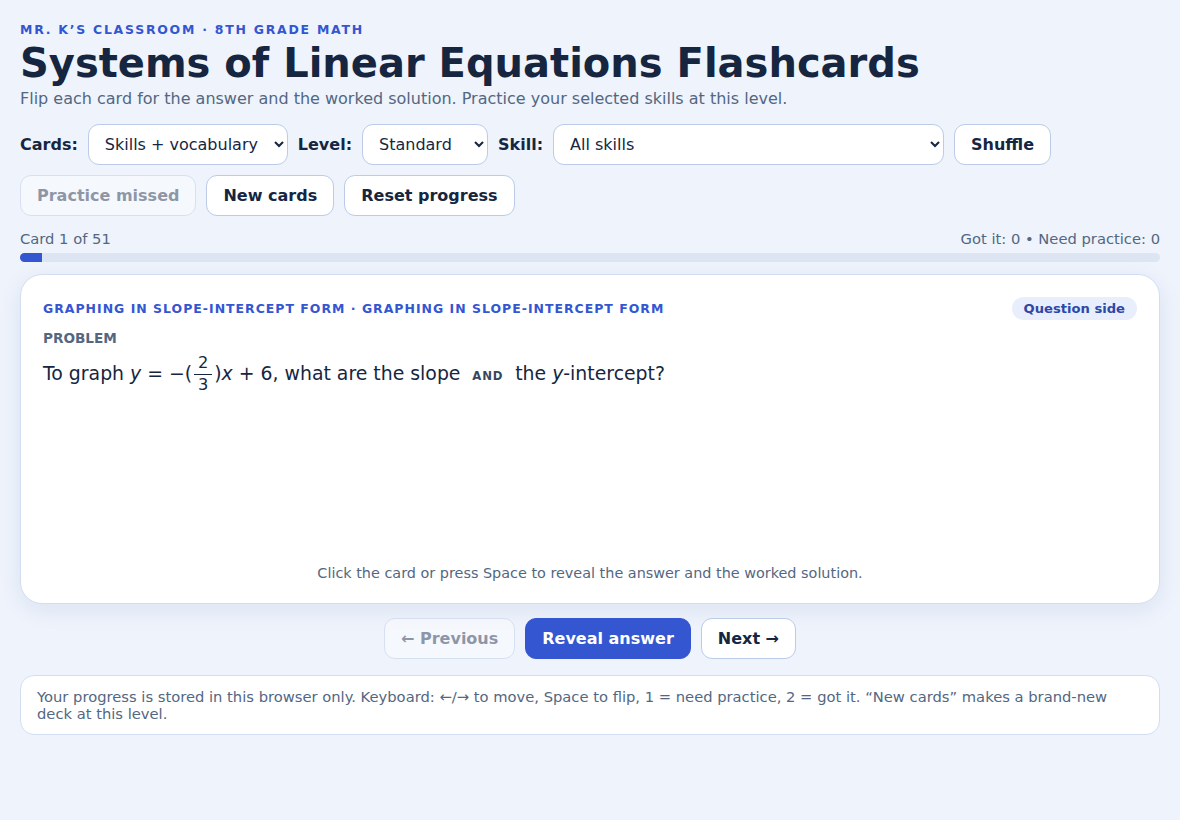 MR. K’S CLASSROOM · 8TH GRADE MATH
Systems of Linear Equations Flashcards
Flip each card for the answer and the worked solution. Practice your selected skills at this level.
Cards: Skills + vocabulary Level: Standard Skill: All skills Shuffle
Practice missed New cards Reset progress
Card 1 of 51 Got it: 0 • Need practice: 0
GRAPHING IN SLOPE-INTERCEPT FORM · GRAPHING IN SLOPE-INTERCEPT FORM Question side
PROBLEM
To graph y = −(2/3)x + 6, what are the slope AND the y-intercept?
Click the card or press Space to reveal the answer and the worked solution.
← Previous Reveal answer Next →
Your progress is stored in this browser only. Keyboard: ←/→ to move, Space to flip, 1 = need practice, 2 = got it. “New cards” makes a brand-new
deck at this level.